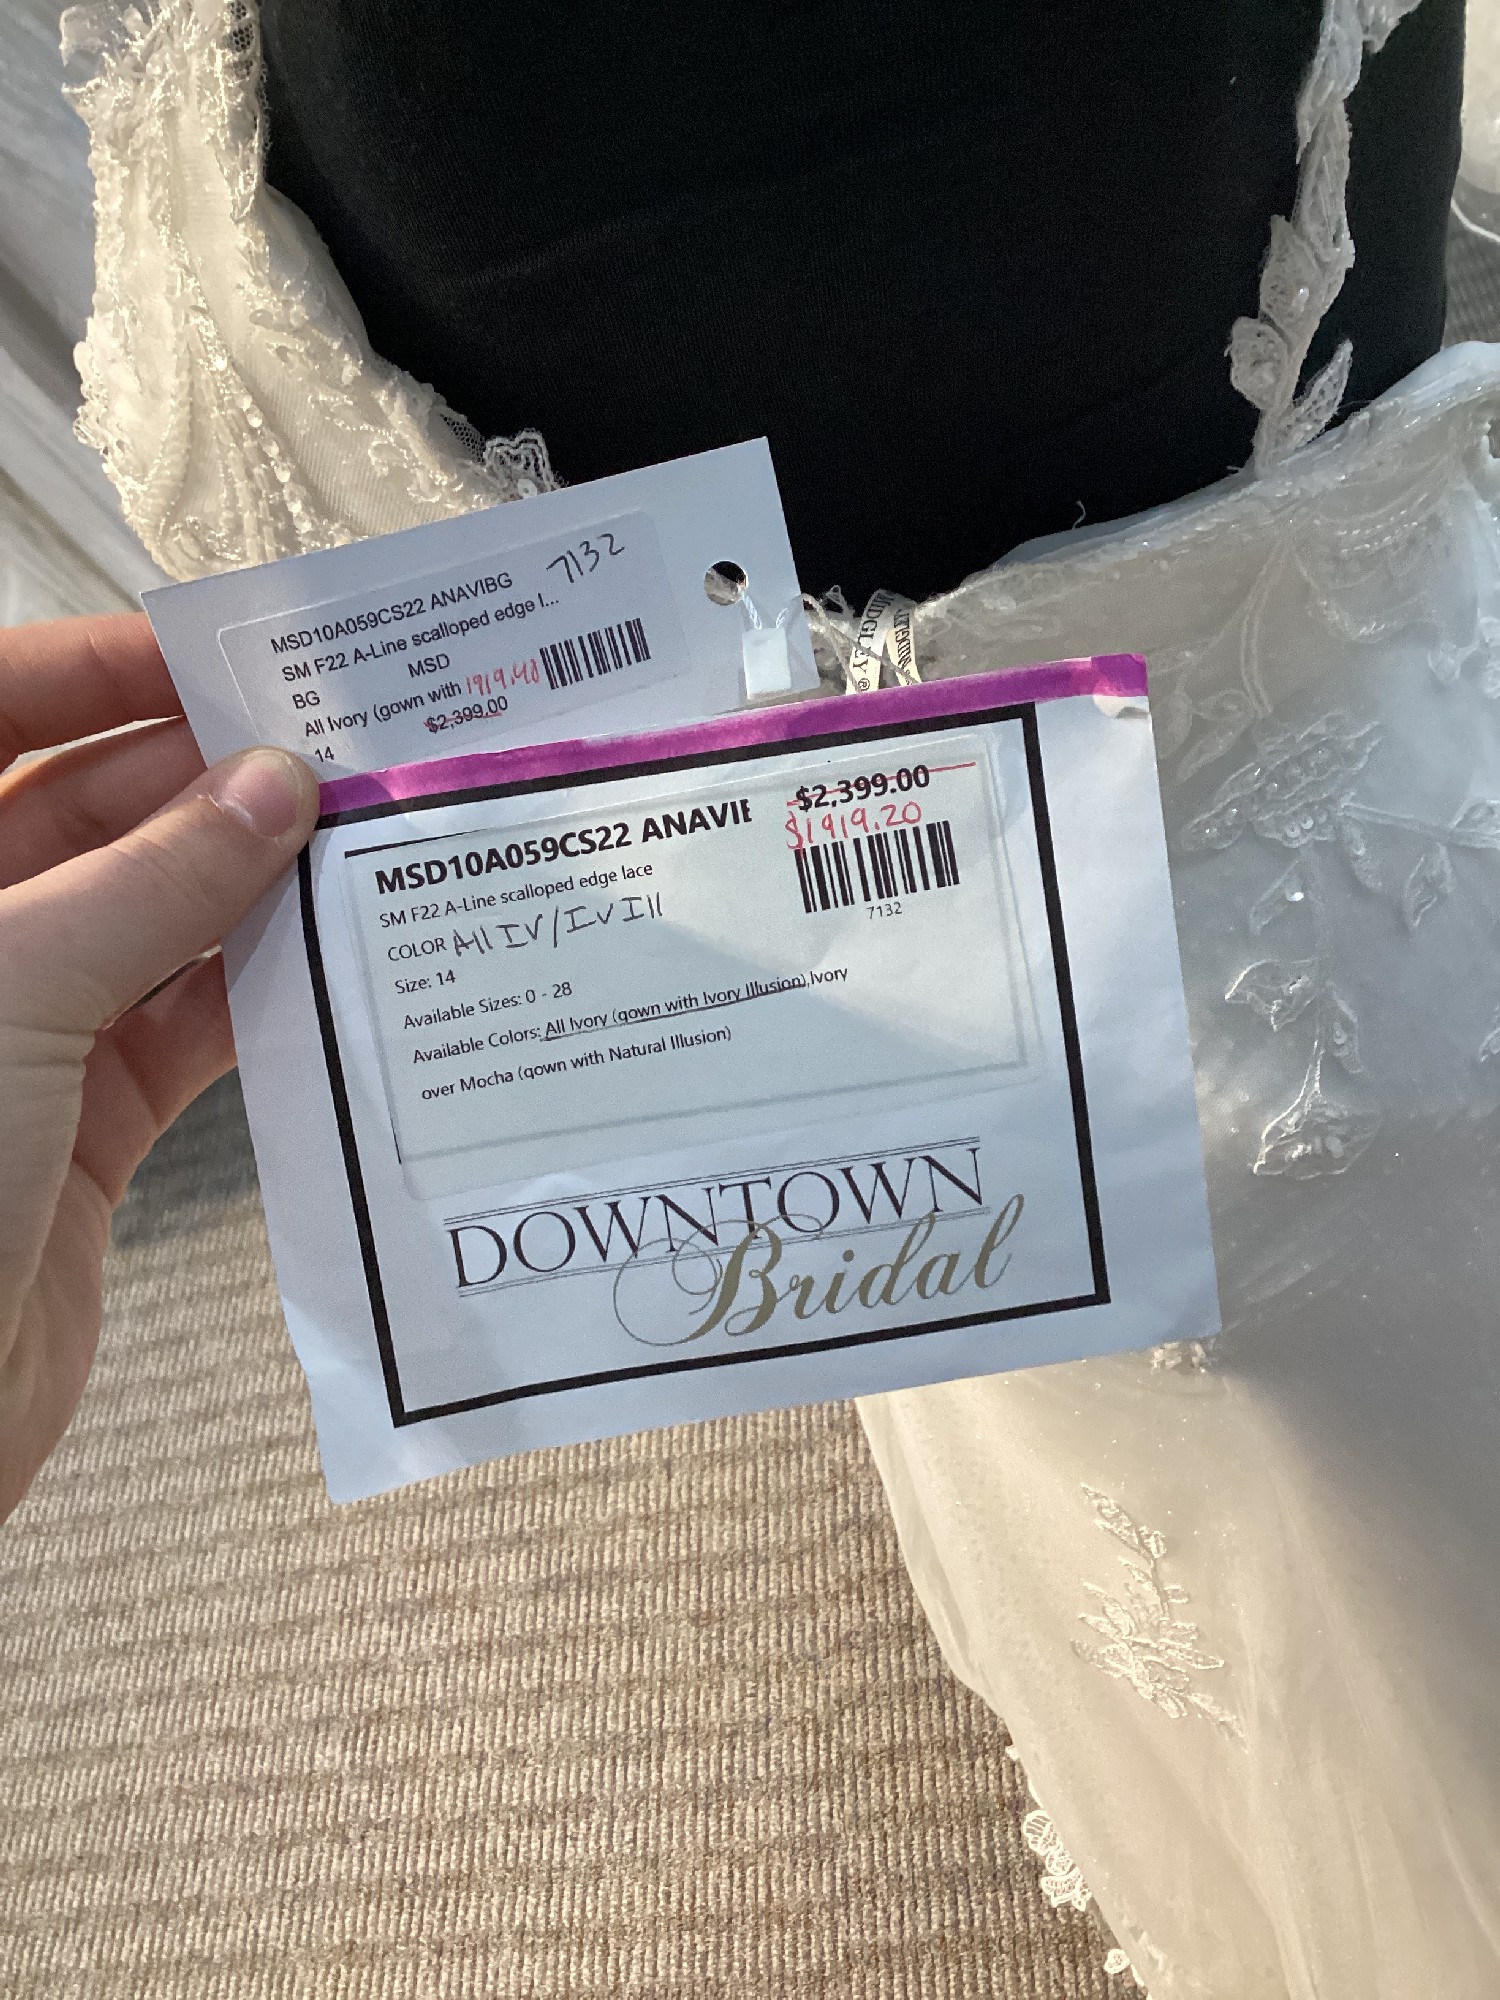 MSD10A059CS22 ANAVIBG 7132
SM F22 A-Line scalloped edge l...
BG MSD
All Ivory (gown with 1919.40
$2,399.00
14
MIDGLEY ®
MSD10A059CS22 ANAVIE
$2,399.00
$1919.20
SM F22 A-Line scalloped edge lace
7132
COLOR All IV/IV Ill
Size: 14
Available Sizes: 0 - 28
Available Colors: All Ivory (gown with Ivory Illusion),Ivory
over Mocha (gown with Natural Illusion)
DOWNTOWN
Bridal